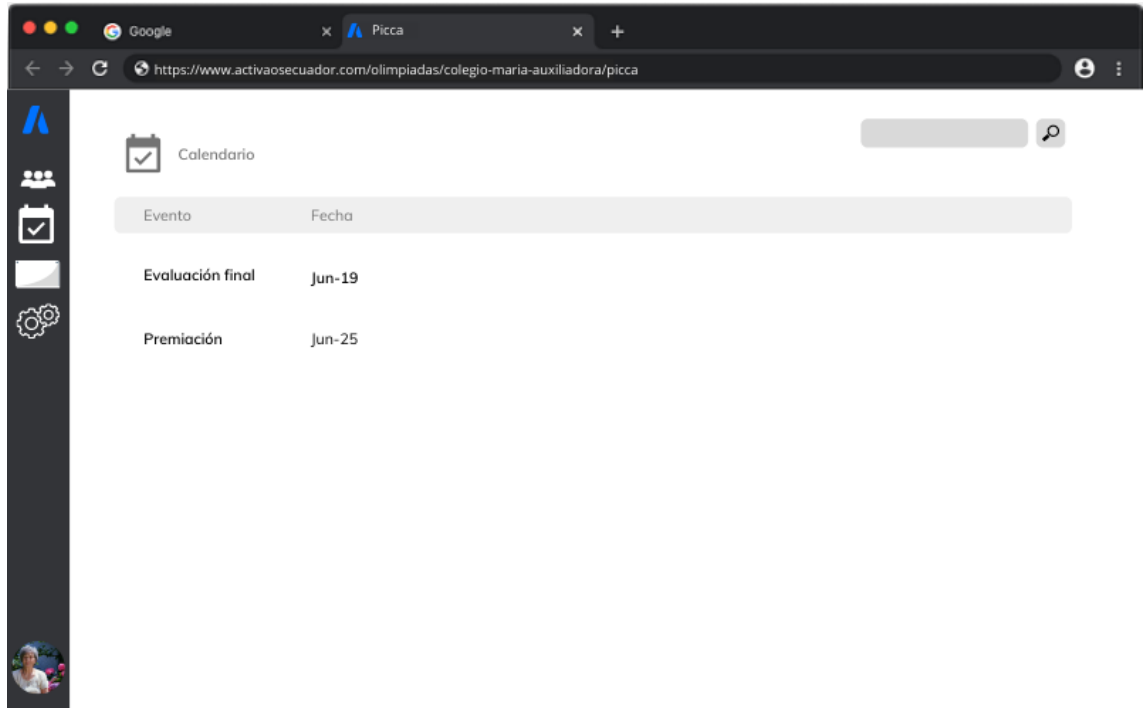 Google
Picca
https://www.activaosecuador.com/olimpiadas/colegio-maria-auxiliadora/picca
Calendario
Evento Fecha
Evaluación final Jun-19
Premiación Jun-25